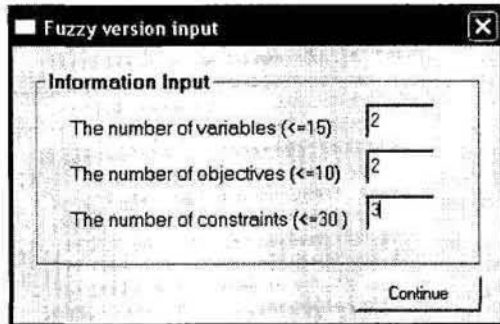 Fuzzy version input
Information Input
The number of variables (<=15) 2
The number of objectives (<=10) 2
The number of constraints (<=30 ) 3
Continue